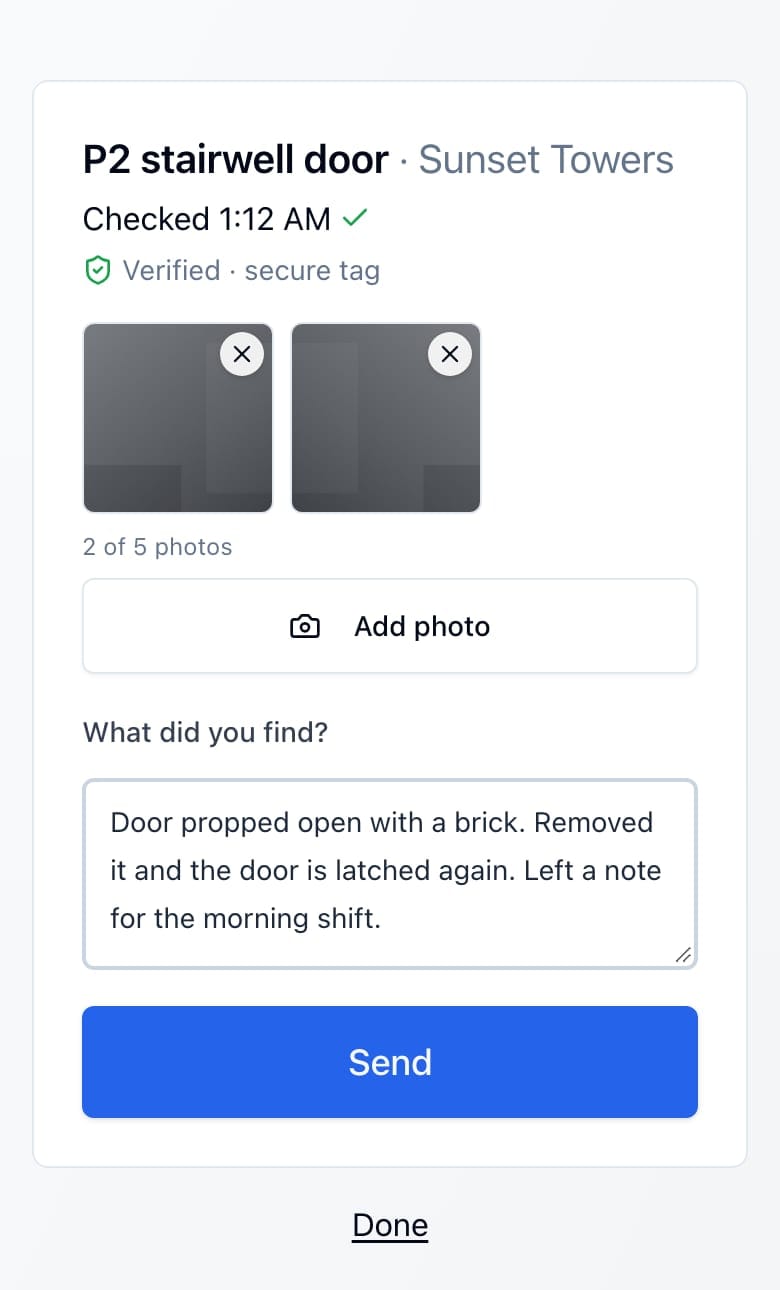 P2 stairwell door · Sunset Towers
Checked 1:12 AM
Verified · secure tag
2 of 5 photos
Add photo
What did you find?
Door propped open with a brick. Removed
it and the door is latched again. Left a note
for the morning shift.
Send
Done